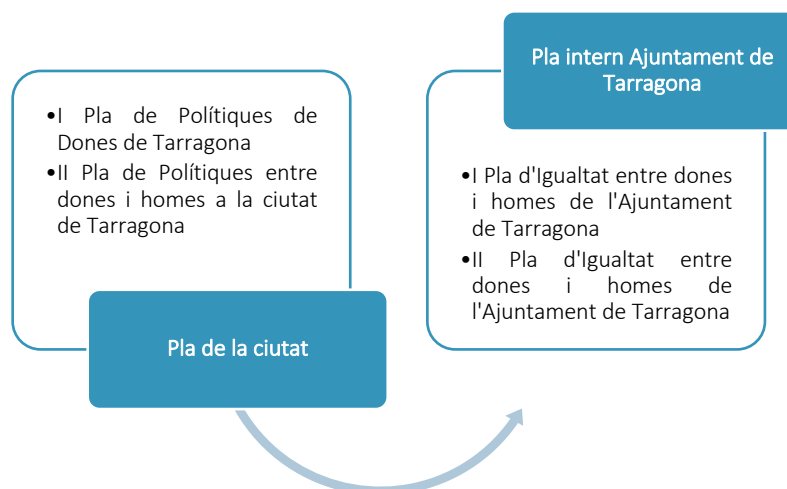 •I Pla de Polítiques de
Dones de Tarragona
•II Pla de Polítiques entre
dones i homes a la ciutat
de Tarragona
Pla de la ciutat
Pla intern Ajuntament de
Tarragona
•I Pla d'Igualtat entre dones
i homes de l'Ajuntament
de Tarragona
•II Pla d'Igualtat entre
dones i homes de
l'Ajuntament de Tarragona